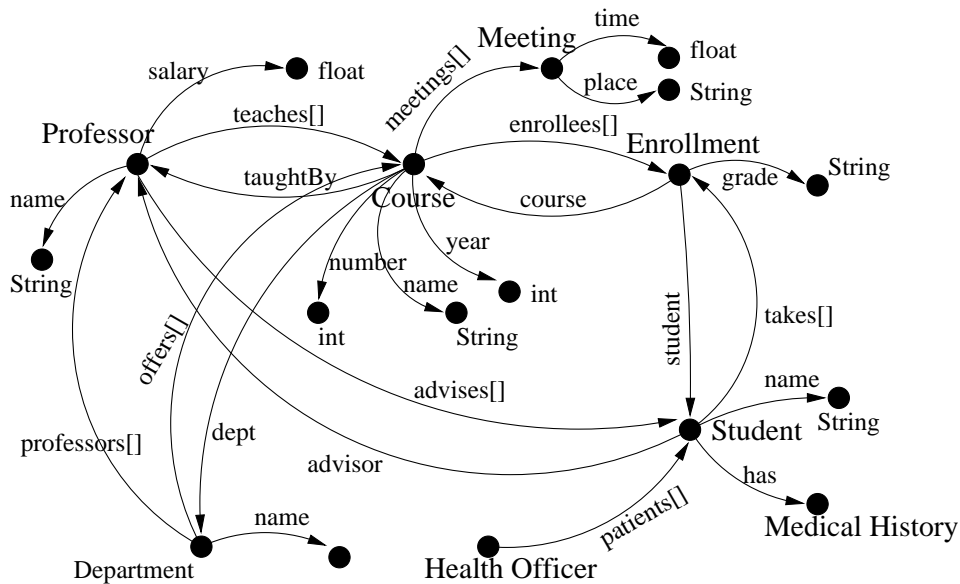 time
Meeting
float
salary
float
meetings[]
place
String
teaches[]
enrollees[]
Professor
Enrollment
String
taughtBy
grade
name
Course
course
year
number
String
name
int
int
String
offers[]
student
takes[]
advises[]
name
String
professors[]
dept
Student
advisor
has
name
patients[]
Medical History
Department
Health Officer